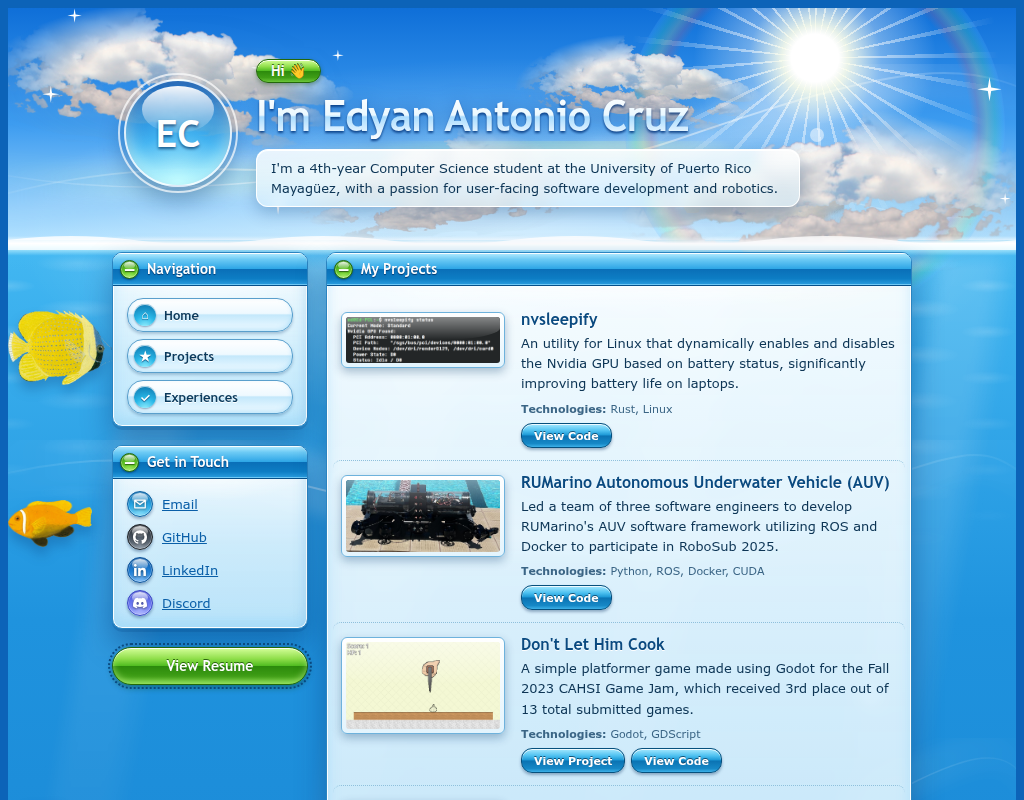 Hi 👋
EC
I'm Edyan Antonio Cruz
I'm a 4th-year Computer Science student at the University of Puerto Rico
Mayagüez, with a passion for user-facing software development and robotics.
Navigation
Home
Projects
Experiences
Get in Touch
Email
GitHub
LinkedIn
Discord
View Resume
My Projects
nvsleepify
An utility for Linux that dynamically enables and disables
the Nvidia GPU based on battery status, significantly
improving battery life on laptops.
Technologies: Rust, Linux
View Code
RUMarino Autonomous Underwater Vehicle (AUV)
Led a team of three software engineers to develop
RUMarino's AUV software framework utilizing ROS and
Docker to participate in RoboSub 2025.
Technologies: Python, ROS, Docker, CUDA
View Code
Don't Let Him Cook
A simple platformer game made using Godot for the Fall
2023 CAHSI Game Jam, which received 3rd place out of
13 total submitted games.
Technologies: Godot, GDScript
View Project
View Code